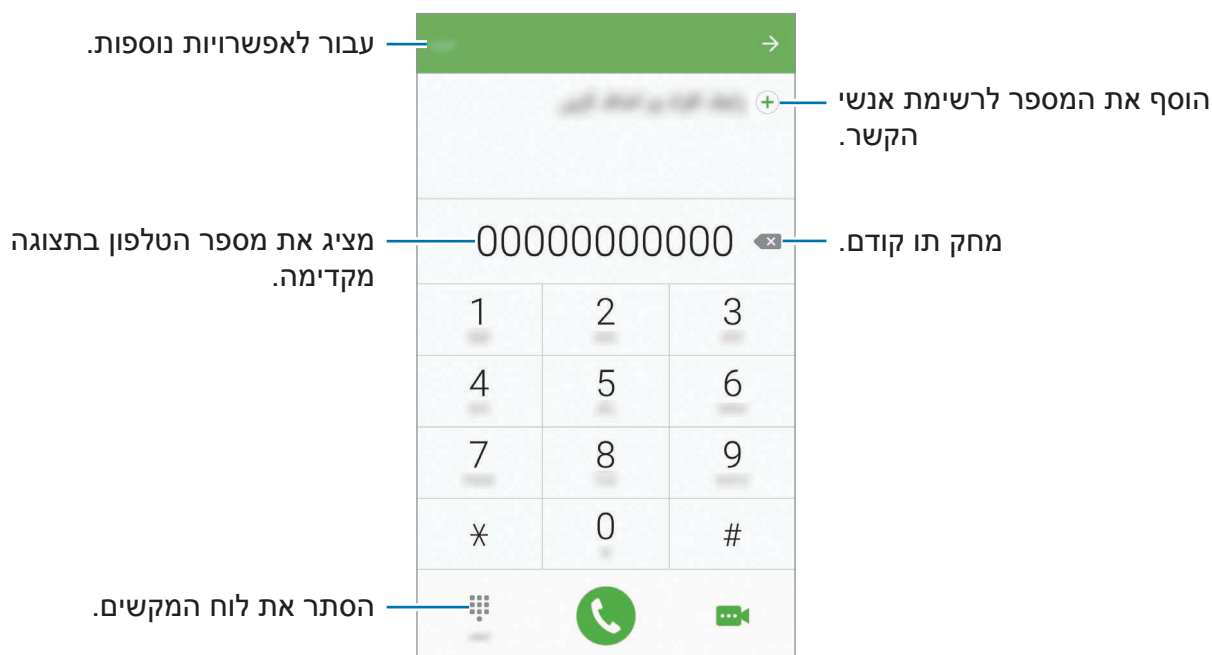 עבור לאפשרויות נוספות.
הוסף את המספר לרשימת אנשי
הקשר.
מציג את מספר הטלפון בתצוגה
מקדימה.
00000000000
מחק תו קודם.
1 2 3
4 5 6
7 8 9
* 0 #
הסתר את לוח המקשים.